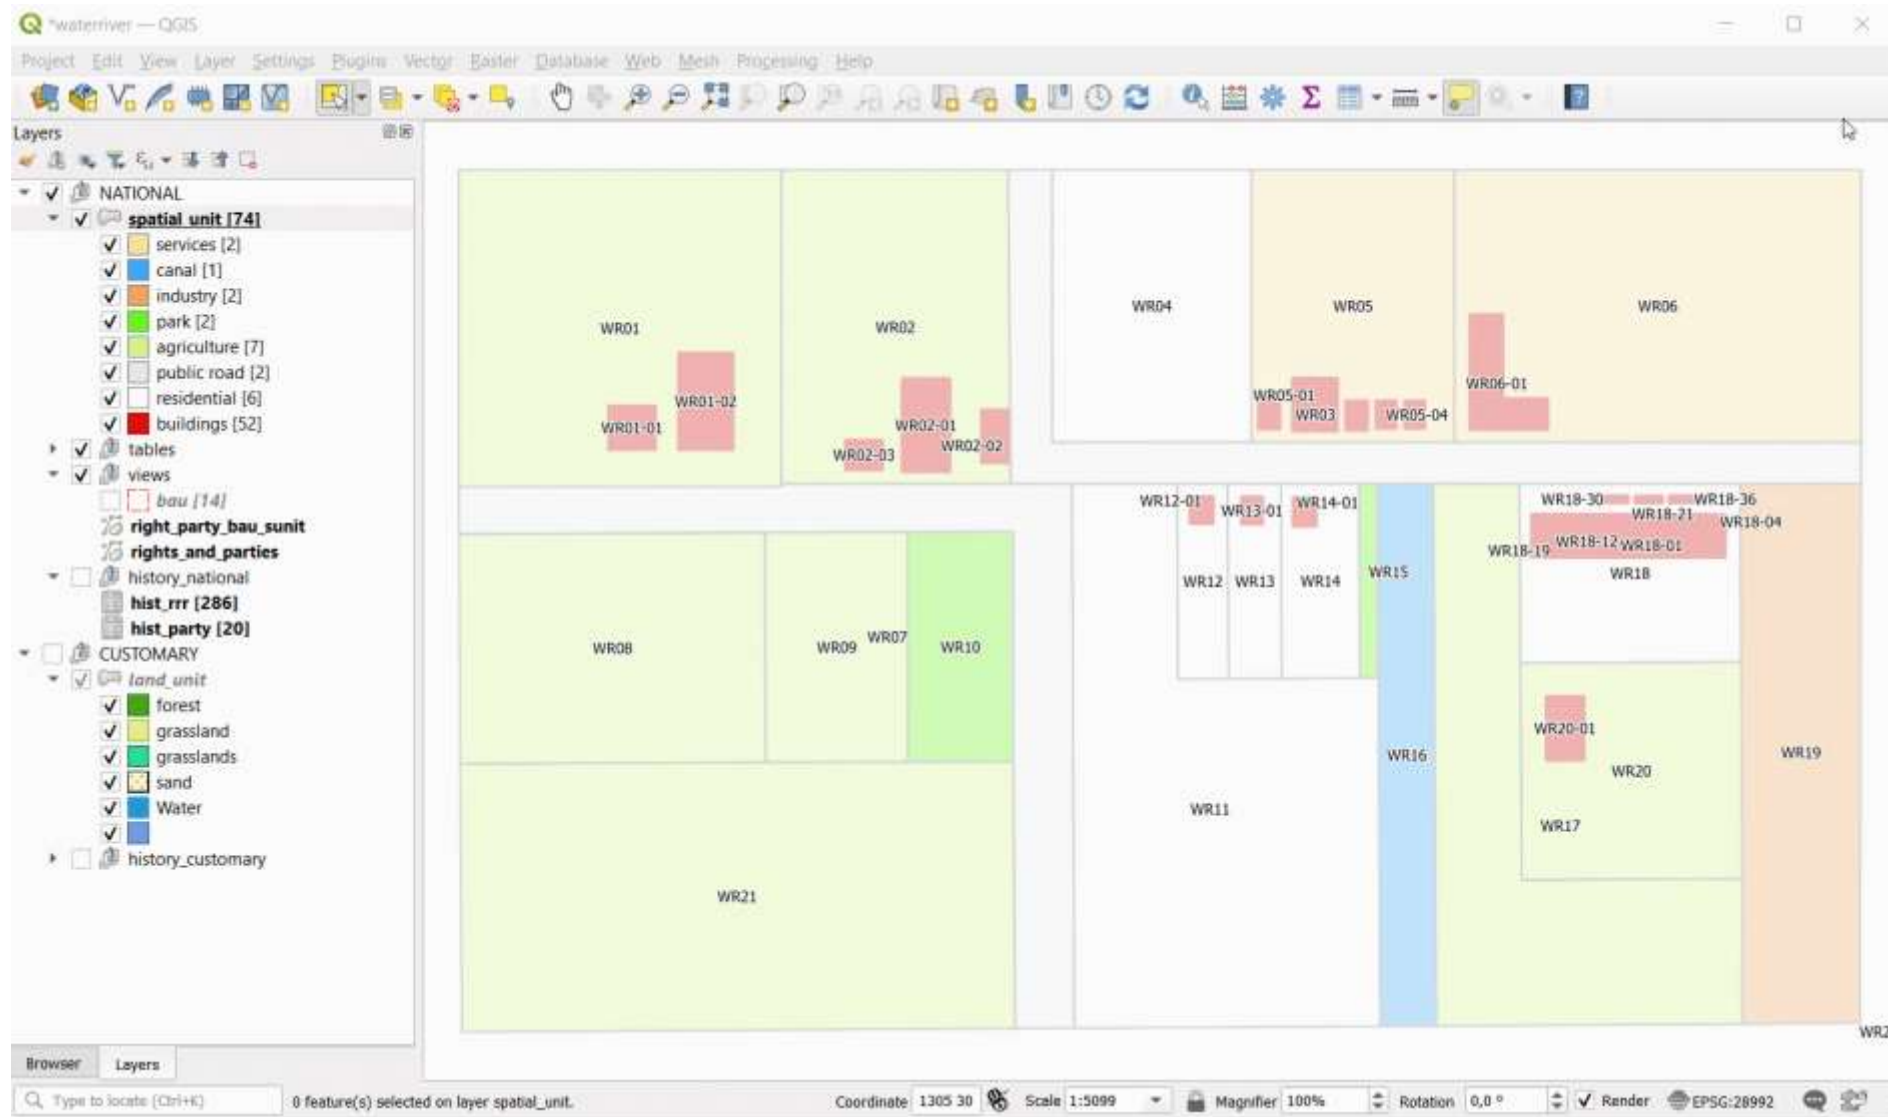 *waterriver — QGIS
Project Edit View Layer Settings Plugins Vector Raster Database Web Mesh Processing Help
Layers
NATIONAL
spatial_unit [74]
services [2]
canal [1]
industry [2]
park [2]
agriculture [7]
public road [2]
residential [6]
buildings [52]
tables
views
bau [14]
right_party_bau_sunit
rights_and_parties
history_national
hist_rrr [286]
hist_party [20]
CUSTOMARY
land_unit
forest
grassland
grasslands
sand
Water
history_customary
WR01
WR02
WR04
WR05
WR06
WR01-01
WR01-02
WR02-01
WR02-02
WR02-03
WR05-01
WR03
WR05-04
WR06-01
WR12-01
WR13-01
WR14-01
WR18-30
WR18-36
WR18-21
WR18-04
WR18-19
WR18-12
WR18-01
WR18
WR12
WR13
WR14
WR15
WR08
WR09
WR07
WR10
WR20-01
WR16
WR20
WR19
WR11
WR17
WR21
WR2
Browser Layers
Type to locate (Ctrl+K)
0 feature(s) selected on layer spatial_unit.
Coordinate 1305 30 Scale 1:5099 Magnifier 100% Rotation 0,0 ° Render EPSG:28992